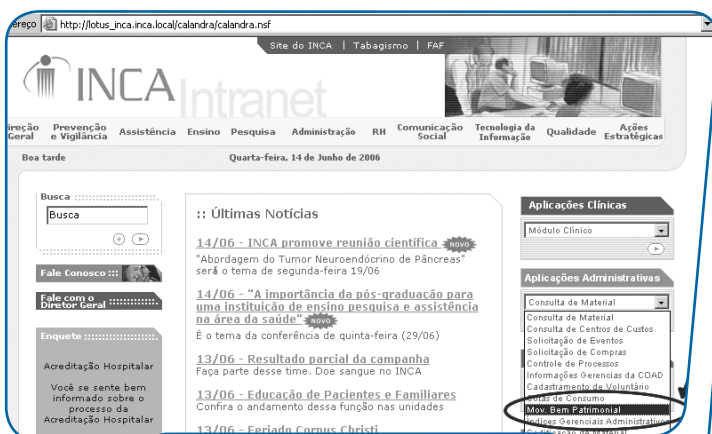 ereço http://lotus_inca.inca.local/calandra/calandra.nsf
Site do INCA | Tabagismo | FAF
INCA Intranet
ireção Geral
Prevenção e Vigilância
Assistência
Ensino
Pesquisa
Administração
RH
Comunicação Social
Tecnologia da Informação
Qualidade
Ações Estratégicas
Boa tarde
Quarta-feira, 14 de Junho de 2006
Busca
Busca
Fale Conosco :::
Fale com o
Diretor Geral
Enquete
Acreditação Hospitalar
Você se sente bem
informado sobre o
processo da
Acreditação Hospitalar
:: Últimas Notícias
14/06 - INCA promove reunião científica NOVO
"Abordagem do Tumor Neuroendócrino de Pâncreas"
será o tema de segunda-feira 19/06
14/06 - "A importância da pós-graduação para
uma instituição de ensino pesquisa e assistência
na área da saúde" NOVO
É o tema da conferência de quinta-feira (29/06)
13/06 - Resultado parcial da campanha
Faça parte desse time. Doe sangue no INCA
13/06 - Educação de Pacientes e Familiares
Confira o andamento dessa função nas unidades
13/06 - Feriado Corpus Christi
Aplicações Clínicas
Módulo Clínico
Aplicações Administrativas
Consulta de Material
Consulta de Material
Consulta de Centros de Custos
Solicitação de Eventos
Solicitação de Compras
Controle de Processos
Informações Gerencias da COAD
Cadastramento de Voluntário
Cotas de Consumo
Mov. Bem Patrimonial
Índices Gerenciais Administrativo
Codificação de Material